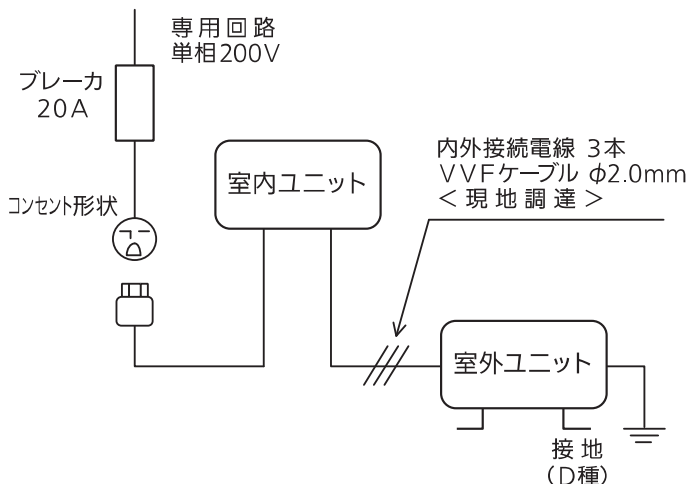 専用回路
単相200V
ブレーカ
20A
コンセント形状
室内ユニット
内外接続電線 3本
VVFケーブル φ2.0mm
<現地調達>
室外ユニット
接地
(D種)